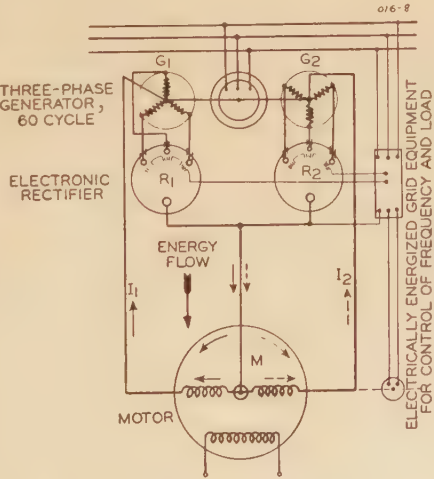 016-8
G1
G2
THREE-PHASE
GENERATOR,
60 CYCLE
ELECTRONIC
RECTIFIER
R1
R2
ENERGY
FLOW
I1
I2
M
MOTOR
ELECTRICALLY ENERGIZED GRID EQUIPMENT
FOR CONTROL OF FREQUENCY AND LOAD